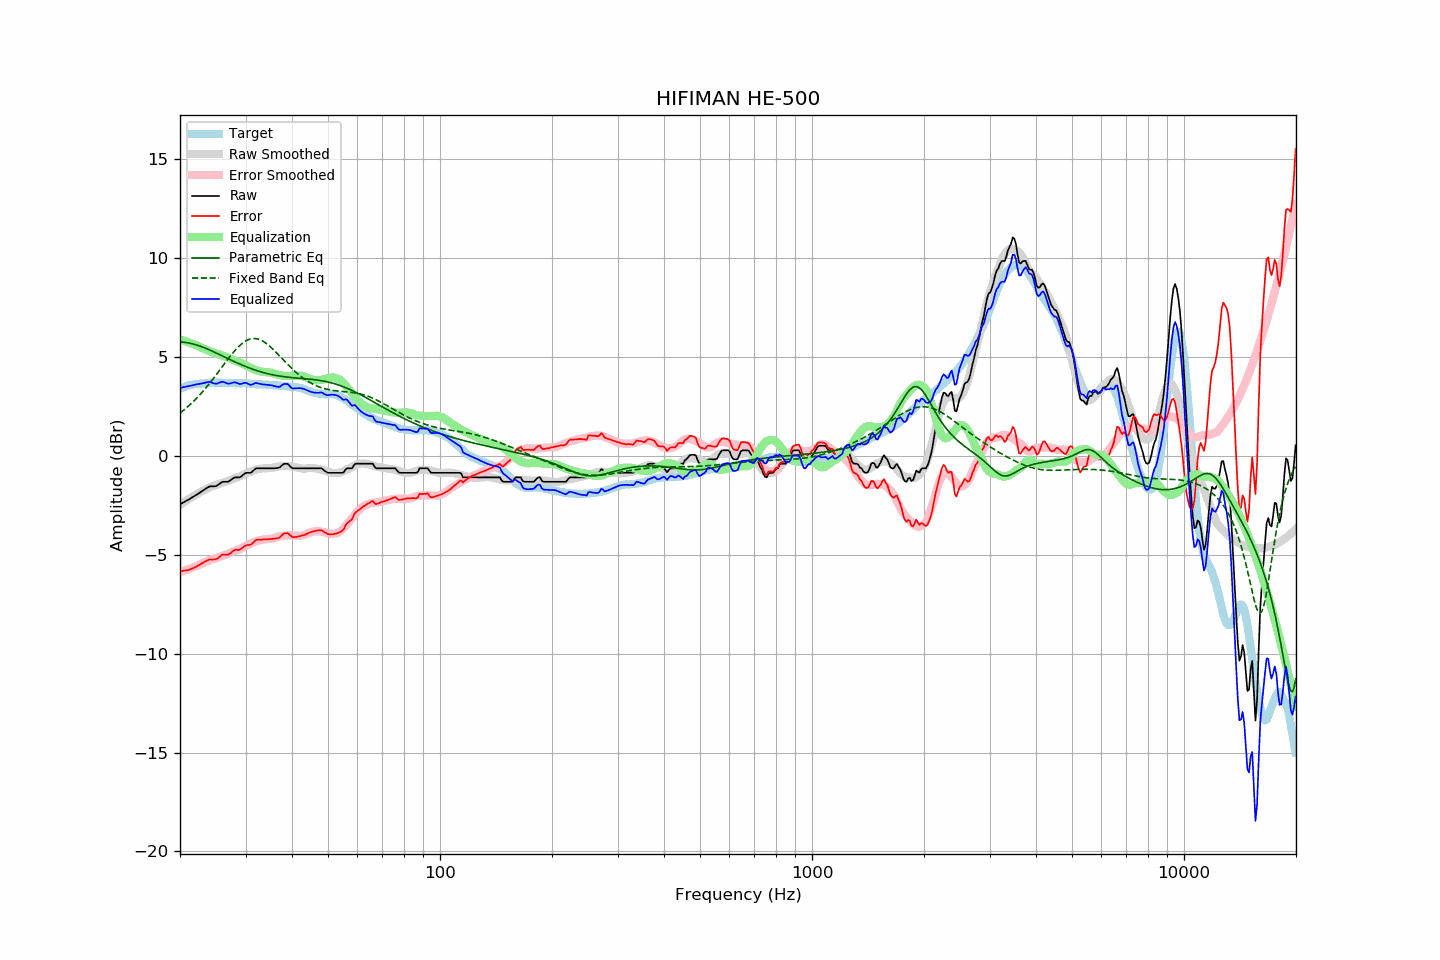 HIFIMAN HE-500
Target
Raw Smoothed
Error Smoothed
Raw
Error
Equalization
Parametric Eq
Fixed Band Eq
Equalized
Amplitude (dBr)
15
10
5
0
−5
−10
−15
−20
100
1000
10000
Frequency (Hz)